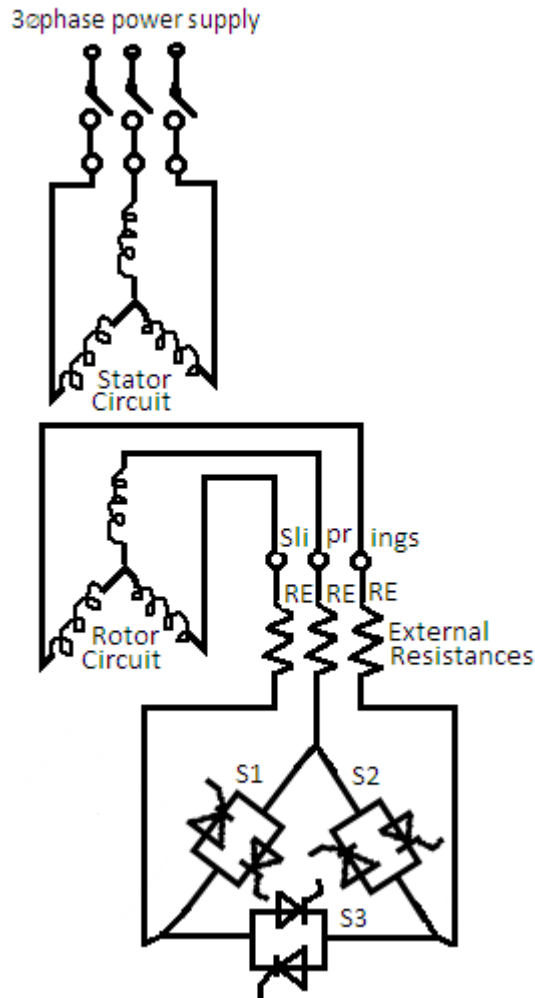 3⌀phase power supply
Stator
Circuit
Sli pr ings
RE RE RE
Rotor
Circuit
External
Resistances
S1 S2
S3